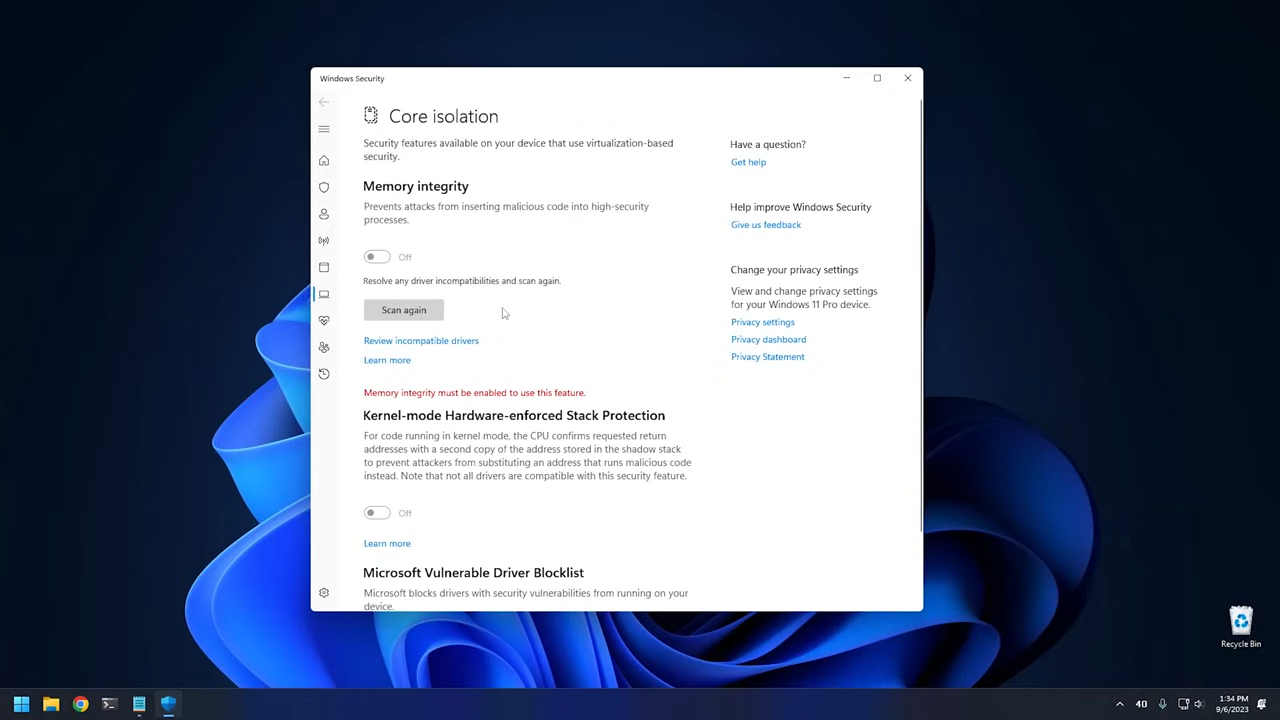 Windows Security
Core isolation
Security features available on your device that use virtualization-based
security.
Memory integrity
Prevents attacks from inserting malicious code into high-security
processes.
Off
Resolve any driver incompatibilities and scan again.
Scan again
Review incompatible drivers
Learn more
Memory integrity must be enabled to use this feature.
Kernel-mode Hardware-enforced Stack Protection
For code running in kernel mode, the CPU confirms requested return
addresses with a second copy of the address stored in the shadow stack
to prevent attackers from substituting an address that runs malicious code
instead. Note that not all drivers are compatible with this security feature.
Off
Learn more
Microsoft Vulnerable Driver Blocklist
Microsoft blocks drivers with security vulnerabilities from running on your
device.
Have a question?
Get help
Help improve Windows Security
Give us feedback
Change your privacy settings
View and change privacy settings
for your Windows 11 Pro device.
Privacy settings
Privacy dashboard
Privacy Statement
Recycle Bin
40
1:34 PM
9/6/2023